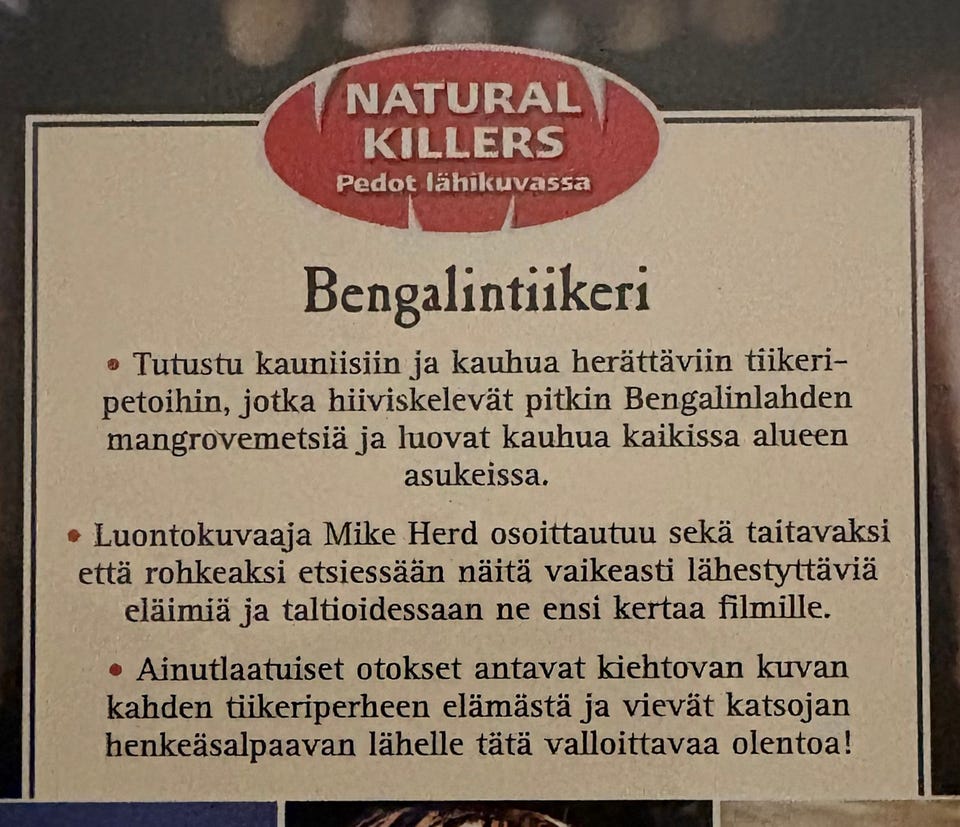 NATURAL
KILLERS
Pedot lähikuvassa
Bengalintiikeri
• Tutustu kauniisiin ja kauhua herättäviin tiikeri-
petoihin, jotka hiiviskelevät pitkin Bengalinlahden
mangrovemetsiä ja luovat kauhua kaikissa alueen
asukeissa.
• Luontokuvaaja Mike Herd osoittautuu sekä taitavaksi
että rohkeaksi etsiessään näitä vaikeasti lähestyttäviä
eläimiä ja taltioidessaan ne ensi kertaa filmille.
• Ainutlaatuiset otokset antavat kiehtovan kuvan
kahden tiikeriperheen elämästä ja vievät katsojan
henkeäsalpaavan lähelle tätä valloittavaa olentoa!